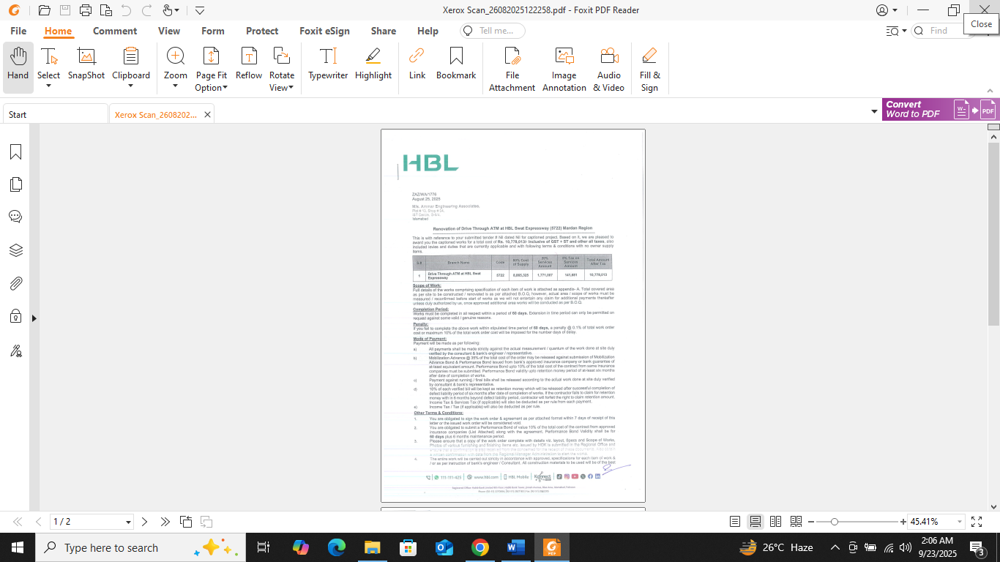 Xerox Scan_26082025122258.pdf - Foxit PDF Reader
Close
File Home Comment View Form Protect Foxit eSign Share Help Tell me... Find
Hand Select SnapShot Clipboard Zoom Page Fit Option Reflow Rotate View Typewriter Highlight Link Bookmark File Attachment Image Annotation Audio & Video Fill & Sign
Start Xerox Scan_2608202... Convert Word to PDF
HBL
August 25, 2025
M/s. Ammar Engineering Associates.
Islamabad
Renovation of Drive Through ATM at HBL Swat Expressway (5722) Mardan Region
This is with reference to your submitted tender # Nil dated Nil for captioned project. Based on it, we are pleased to
award you the captioned works for a total cost of Rs. 10,778,013/- Inclusive of GST + ST and other all taxes, also
included levies and duties that are currently applicable and with following terms & conditions with no owner supply
items.
S.# Branch Name Code 80% Cost of Supply 20% Services Amount 8% Tax on Services Amount Total Amount After Tax
1 Drive Through ATM at HBL Swat Expressway 5722 8,865,325 1,771,007 141,681 10,778,013
Scope of Work:
Full details of the works comprising specification of each item of work is attached as appendix- A. Total covered area
as per site to be constructed / renovated is as per attached B.O.Q, however, actual area / scope of works must be
measured / reconfirmed before start of works as we will not entertain any claim for additional payments thereafter
unless duly authorized by us, once approved additional area works will be conducted as per B.O.Q.
Completion Period:
Works must be completed in all respect within a period of 60 days. Extension in time period can only be permitted on
request against some valid / genuine reasons.
Penalty:
If you fail to complete the above work within stipulated time period of 60 days, a penalty @ 0.1% of total work order
cost or maximum 10% of the total work order cost will be imposed for the number days of delay.
Mode of Payment:
Payment will be made as per following:
a) All payments shall be made strictly against the actual measurement / quantum of the work done at site duly
verified by the consultant & bank's engineer / representative.
b) Mobilization Advance @ 35% of the total cost of the order may be released against submission of Mobilization
Advance Bond & Performance Bond issued from bank's approved insurance company or bank guarantee of
at-least equivalent amount. Performance Bond upto 10% of the total cost of the contract from same insurance
companies must be submitted. Performance Bond validity upto retention money period of at-least six months
after date of completion of works.
c) Payment against running / final bills shall be released according to the actual work done at site duly verified
by consultant & bank's representative.
d) 10% of each verified bill will be kept as retention money which will be released after successful completion of
defect liability period of six months after date of completion of works. If the contractor fails to claim for retention
money with in 6 months beyond defect liability period, contractor will forfeit the right to claim retention amount.
Income Tax & Services Tax (if applicable) will also be deducted as per rule from each payment.
e) Income Tax / Tax (if applicable) will also be deducted as per rule.
Other Terms & Conditions:
1. You are obligated to sign the work order & agreement as per attached format within 7 days of receipt of this
letter or the issued work order will be considered void.
2. You are obligated to submit a Performance Bond of value 10% of the total cost of the contract from approved
insurance companies (List Attached) along with the agreement. Performance Bond Validity shall be for
60 days plus 6 months maintenance period.
3. Please ensure that a copy of the work order complete with details viz. layout, Specs and Scope of Works,
Photos of various furnishing and finishing items etc. issued by HOK is submitted in the Regional Office and
4. The entire work will be carried out strictly in accordance with approved, specifications for each item of work &
/ or as per instruction of bank's engineer / Consultant. All construction materials to be used will be of the best
111-111-425 www.hbl.com HBL Mobile Konnect
1 / 2 45.41%
Type here to search 26°C Haze 2:06 AM
9/23/2025 3